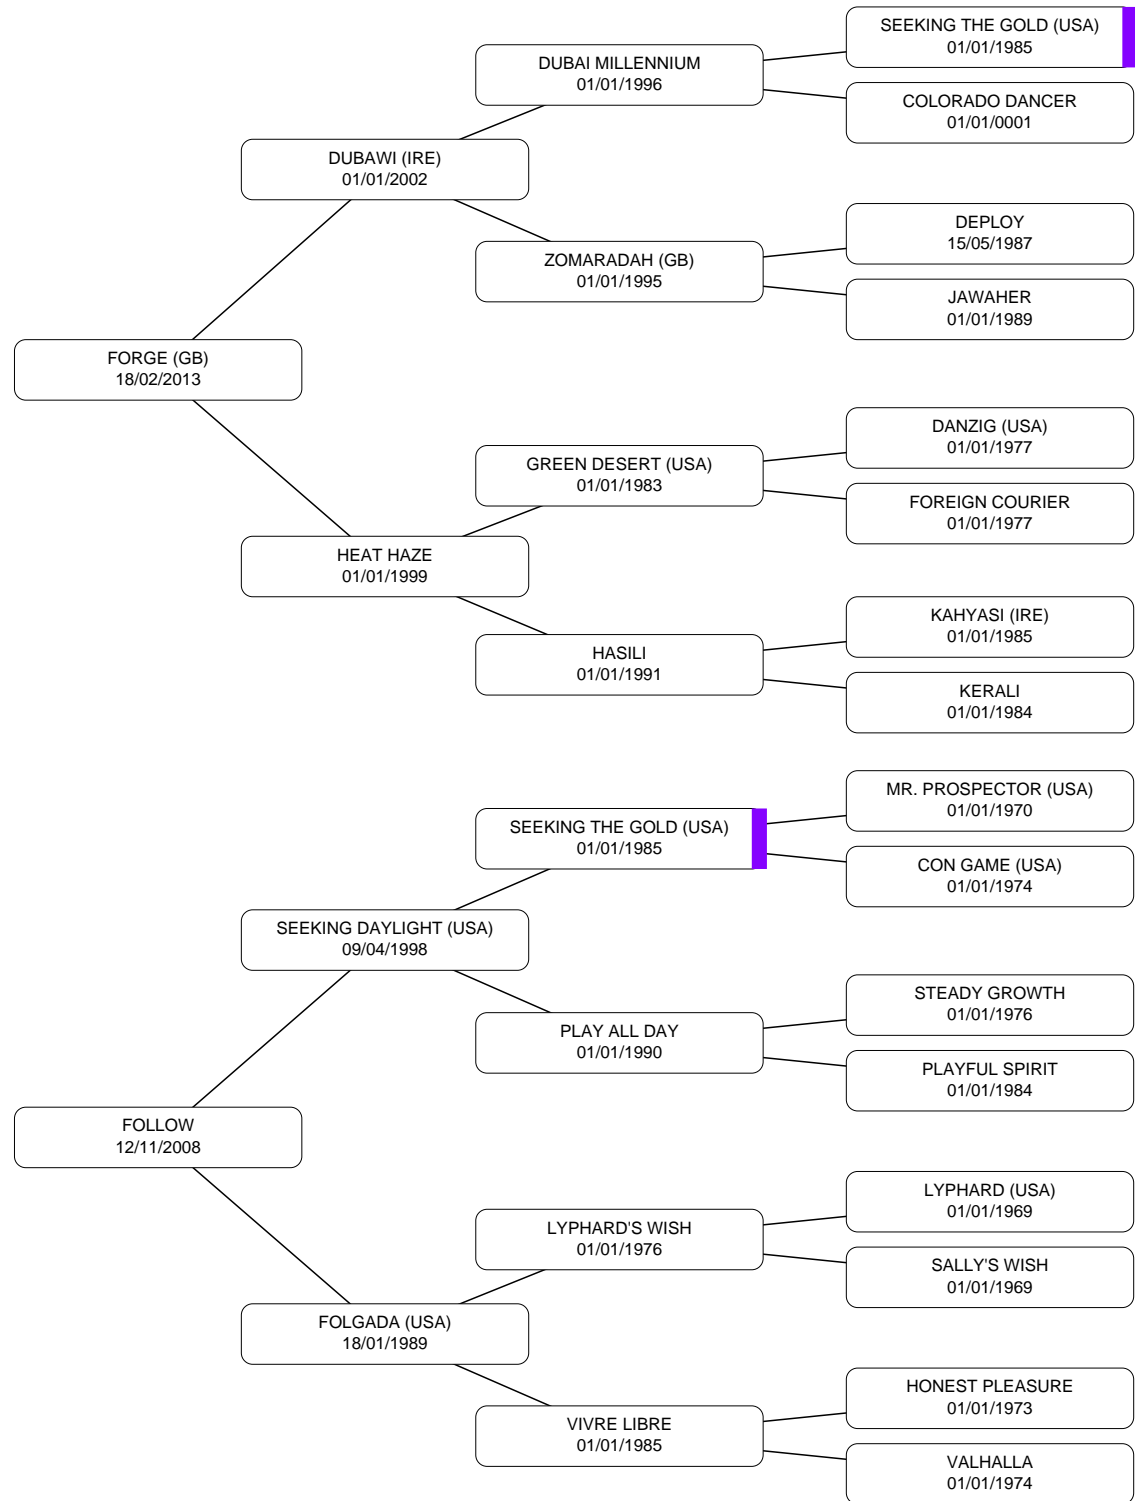 SEEKING THE GOLD (USA)
01/01/1985
DUBAI MILLENNIUM
01/01/1996
COLORADO DANCER
01/01/0001
DUBAWI (IRE)
01/01/2002
DEPLOY
15/05/1987
ZOMARADAH (GB)
01/01/1995
JAWAHER
01/01/1989
FORGE (GB)
18/02/2013
DANZIG (USA)
01/01/1977
GREEN DESERT (USA)
01/01/1983
FOREIGN COURIER
01/01/1977
HEAT HAZE
01/01/1999
KAHYASI (IRE)
01/01/1985
HASILI
01/01/1991
KERALI
01/01/1984
MR. PROSPECTOR (USA)
01/01/1970
SEEKING THE GOLD (USA)
01/01/1985
CON GAME (USA)
01/01/1974
SEEKING DAYLIGHT (USA)
09/04/1998
STEADY GROWTH
01/01/1976
PLAY ALL DAY
01/01/1990
PLAYFUL SPIRIT
01/01/1984
FOLLOW
12/11/2008
LYPHARD (USA)
01/01/1969
LYPHARD'S WISH
01/01/1976
SALLY'S WISH
01/01/1969
FOLGADA (USA)
18/01/1989
HONEST PLEASURE
01/01/1973
VIVRE LIBRE
01/01/1985
VALHALLA
01/01/1974